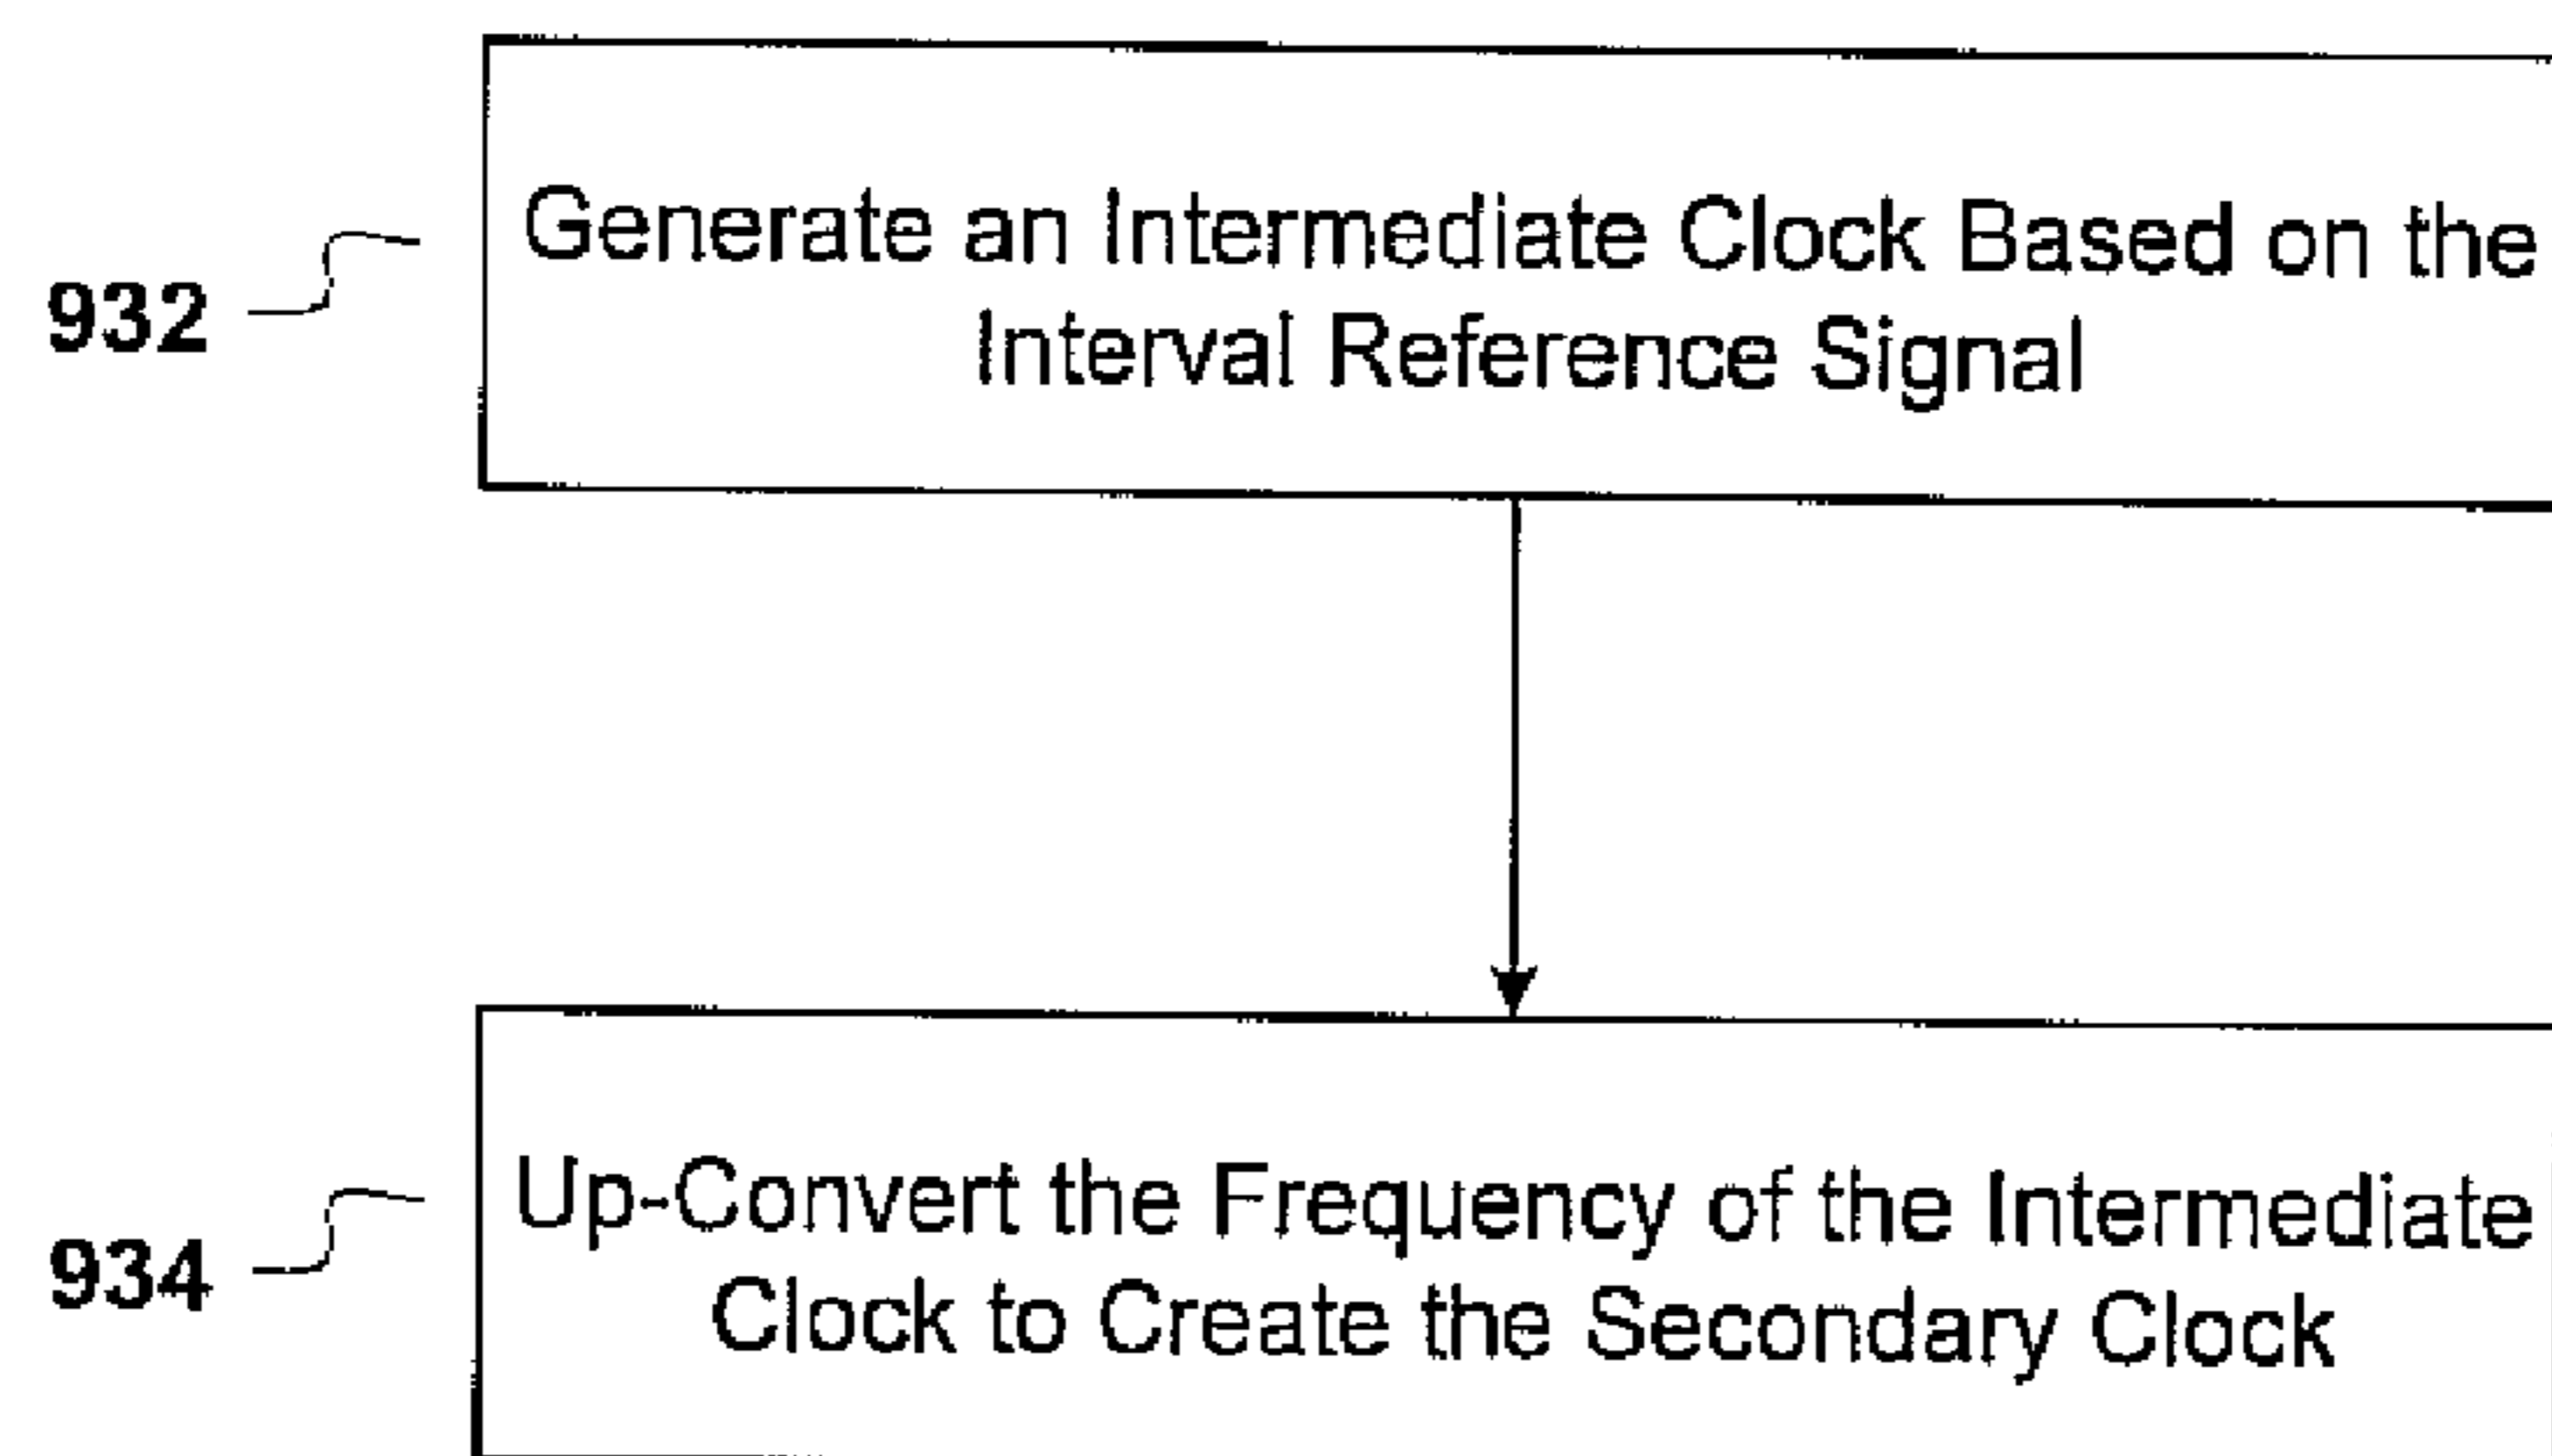 Generate an Intermediate Clock Based on the
Interval Reference Signal
932
Up-Convert the Frequency of the Intermediate
Clock to Create the Secondary Clock
934